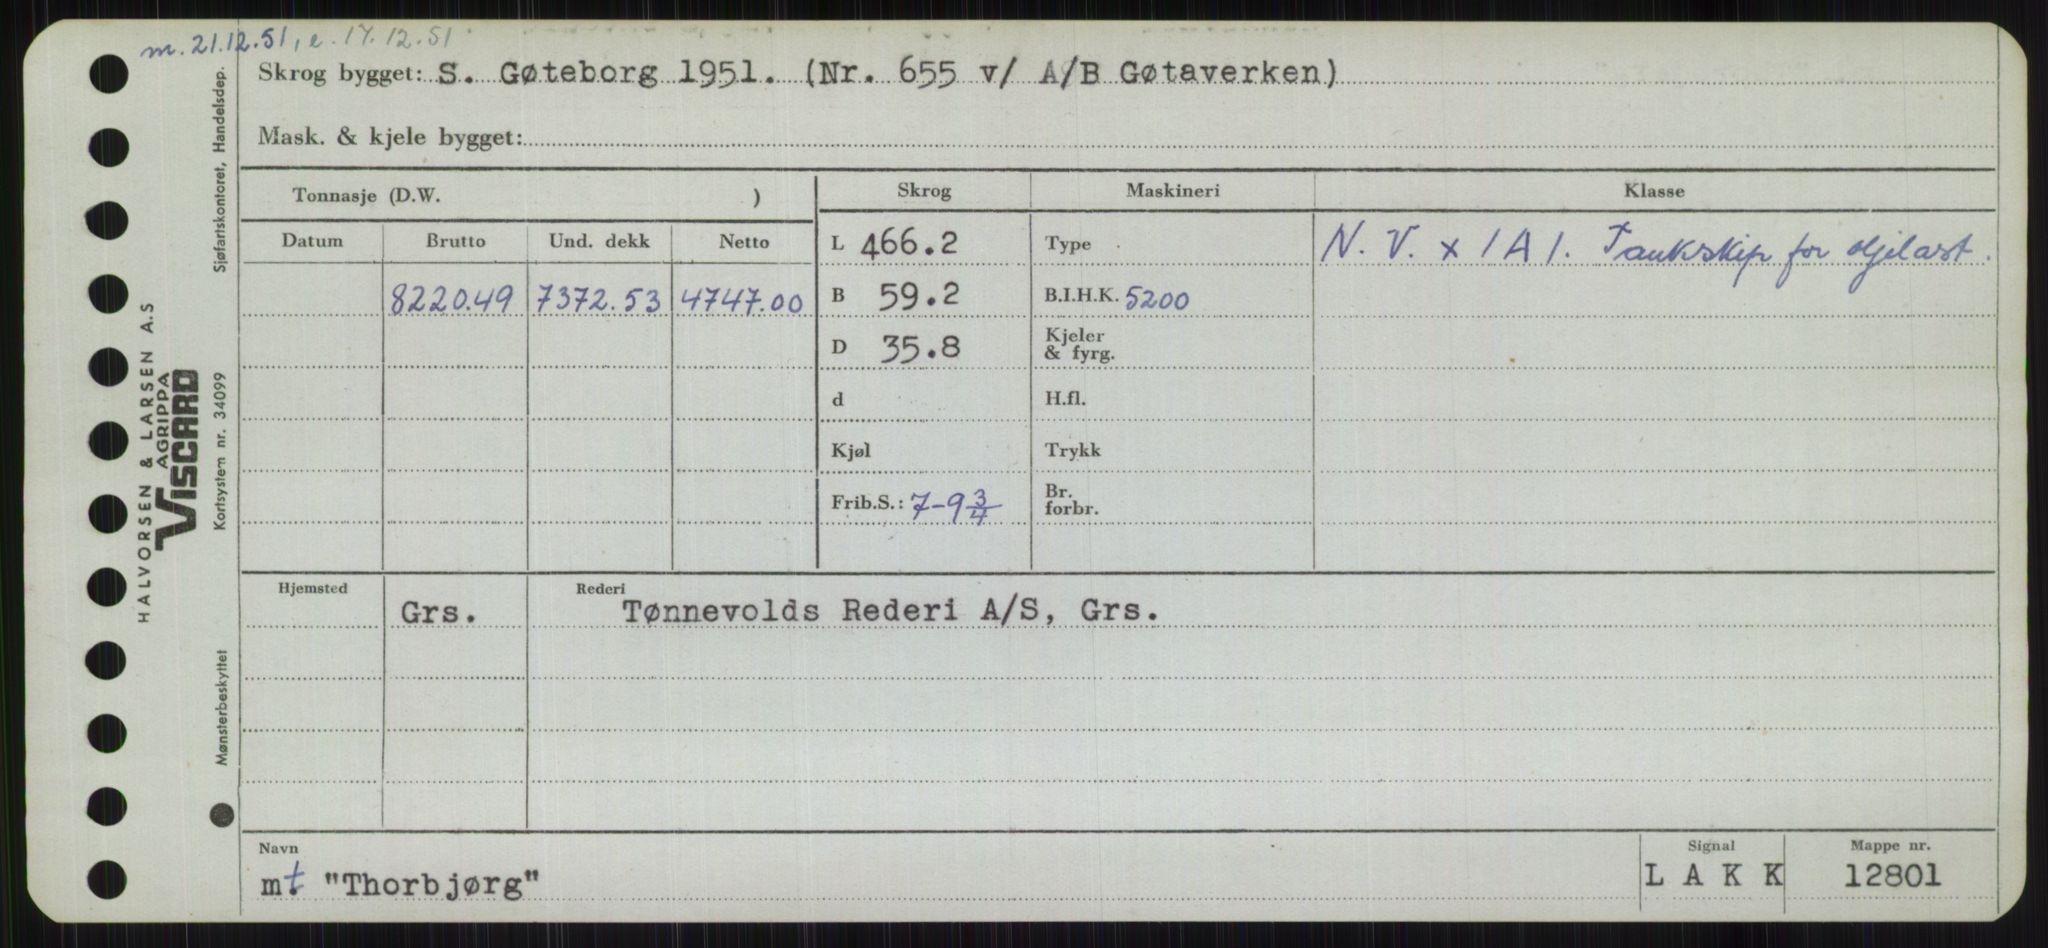 m. 21.12.51, e. 17.12.51
Skrog bygget: S. Gøteborg 1951. (Nr. 655 v/ A/B Gøtaverken)
Mask. & kjele bygget:
Tonnasje (D.W. )
Skrog Maskineri Klasse
Datum Brutto Und. dekk Netto
L 466.2 Type N. V. x 1 A 1. Tankskip for oljelast.
8220.49 7372.53 4747.00
B 59.2 B.I.H.K. 5200
D 35.8 Kjeler
& fyrg.
d H.fl.
Kjøl Trykk
Frib.S.: 7-9 3/4 Br.
forbr.
Hjemsted Rederi
Grs. Tønnevolds Rederi A/S, Grs.
Navn Signal Mappe nr.
mt "Thorbjørg" L A K K 12801
HALVORSEN & LARSEN A.S
AGRIPPA
VISCARD
Sjøfartskontoret, Handelsdep.
Kortsystem nr. 34099
Mønsterbeskyttet